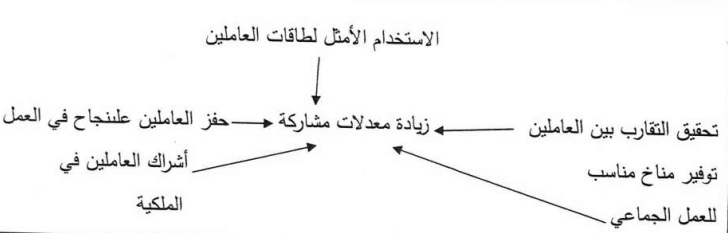 الاستخدام الأمثل لطاقات العاملين
تحقيق التقارب بين العاملين
زيادة معدلات مشاركة
حفز العاملين علىنجاح في العمل
توفير مناخ مناسب
للعمل الجماعي
أشراك العاملين في
الملكية